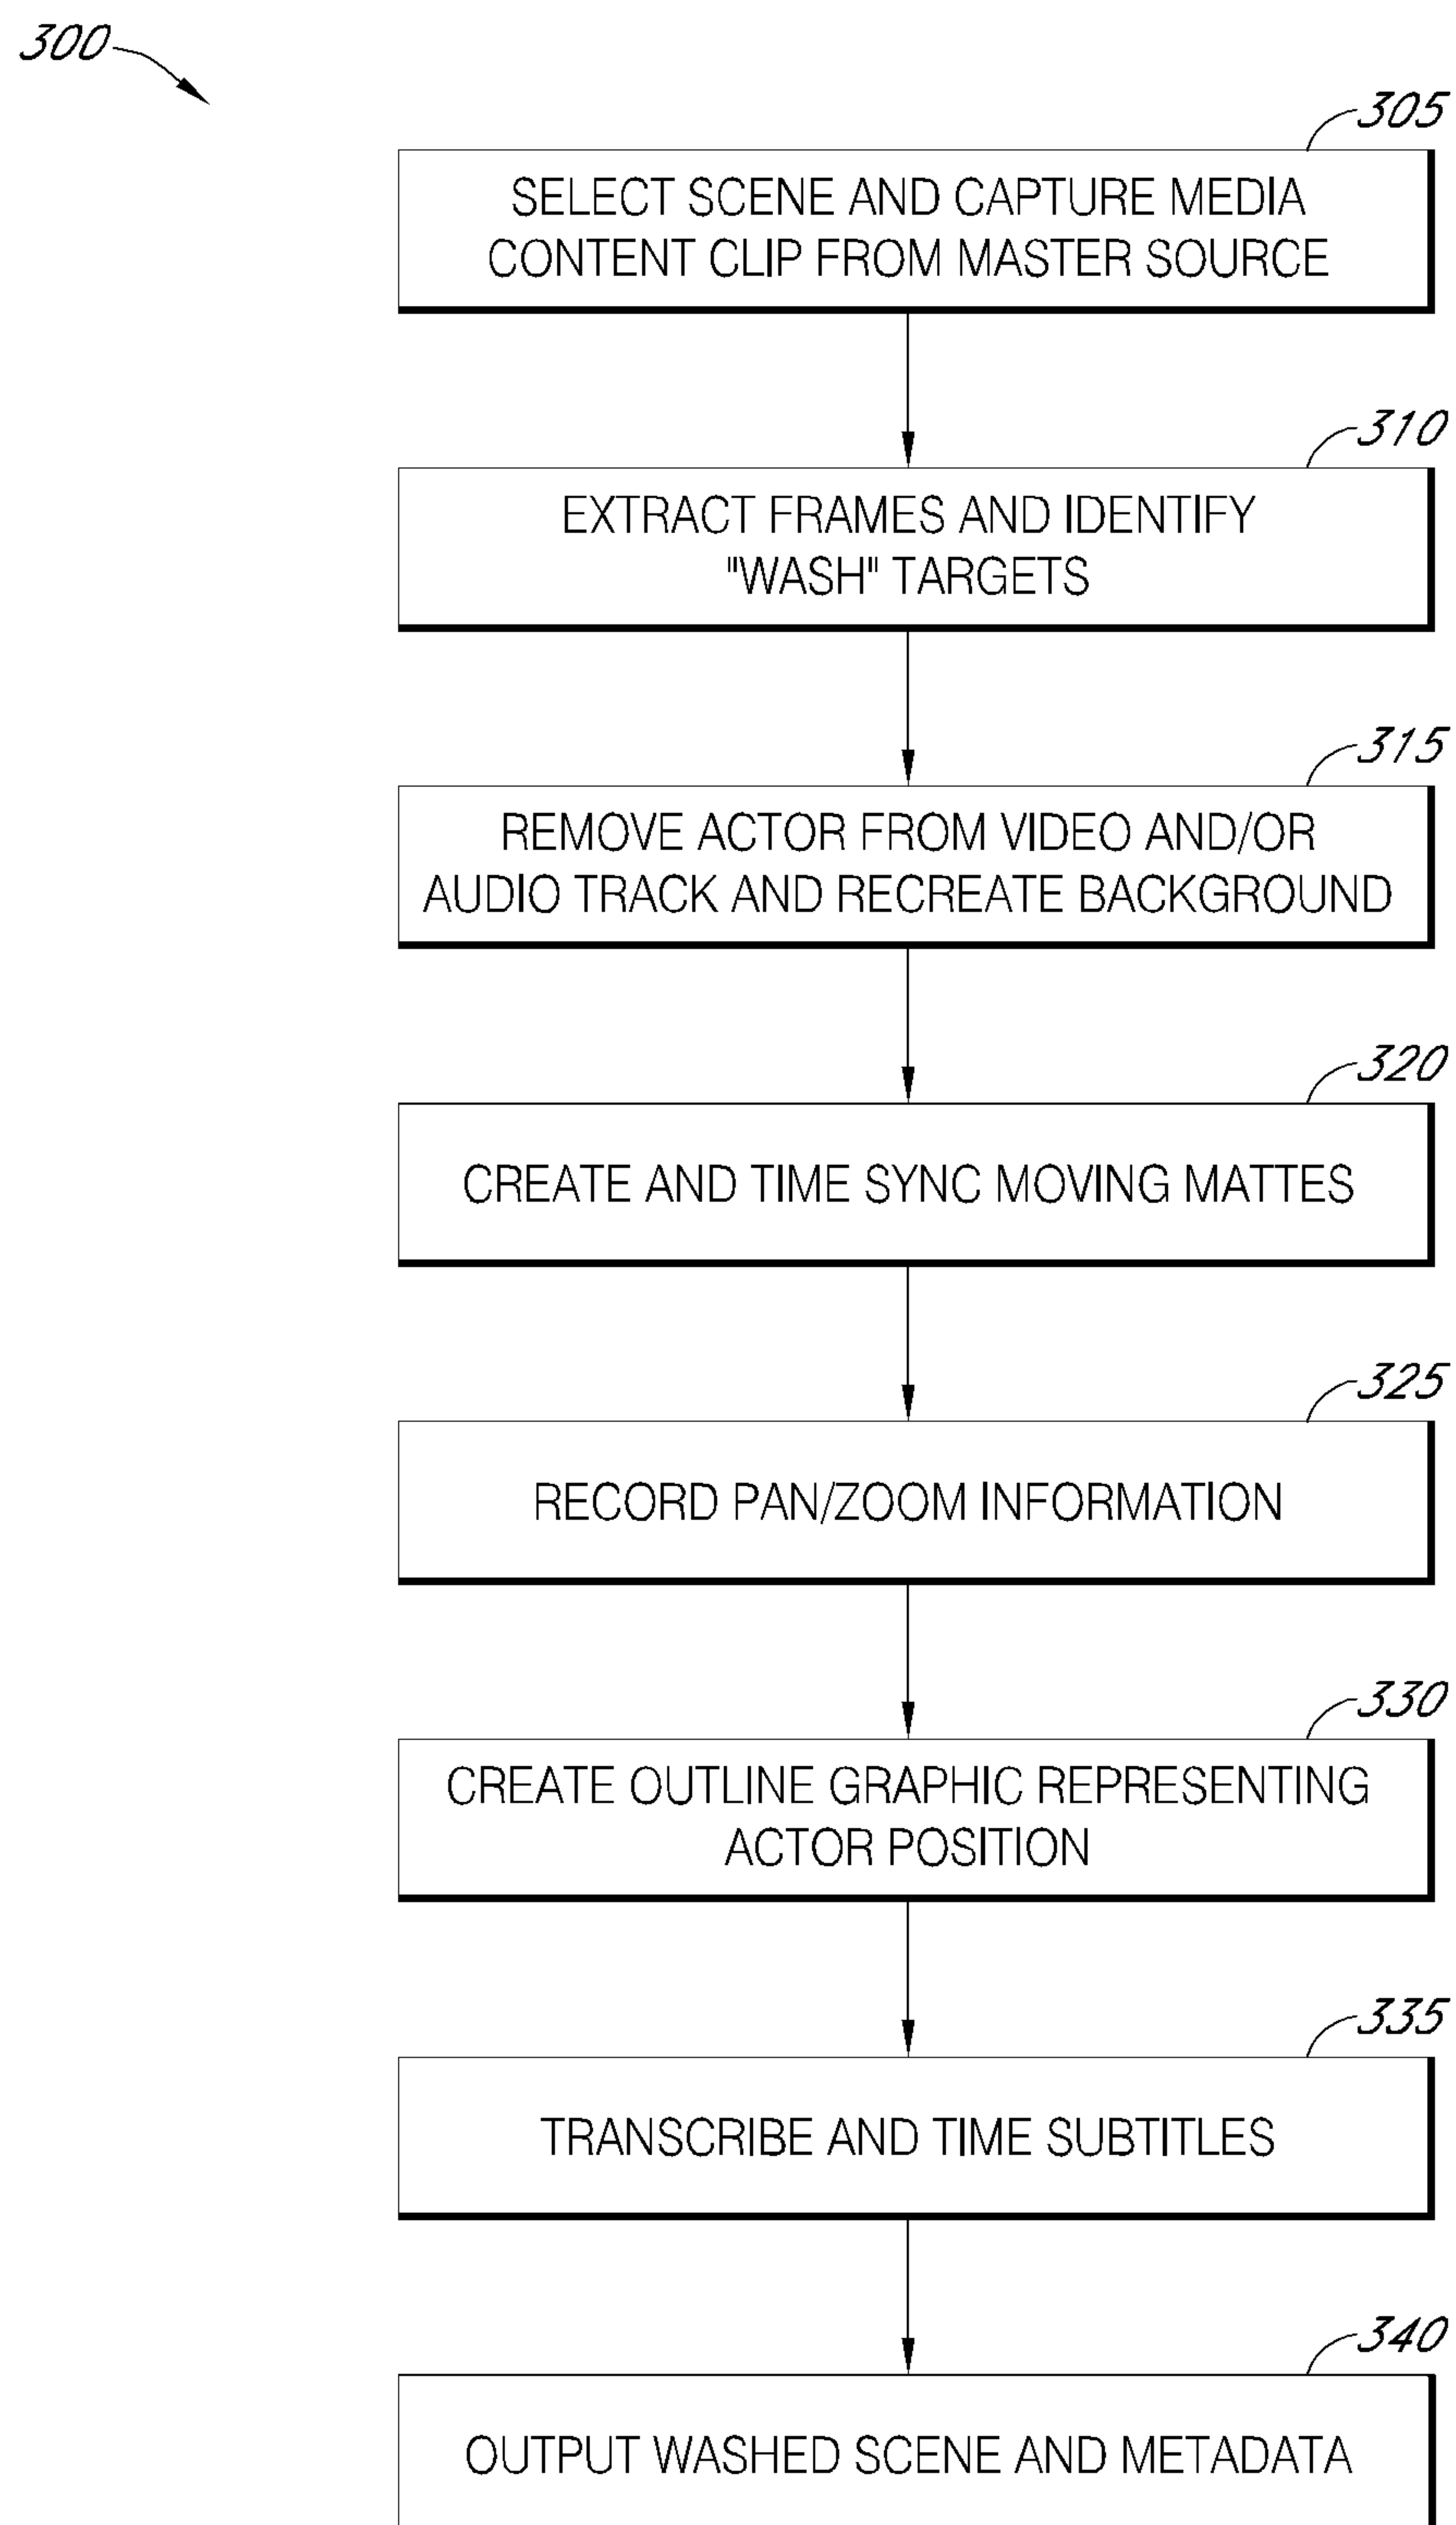 300
305
SELECT SCENE AND CAPTURE MEDIA
CONTENT CLIP FROM MASTER SOURCE
310
EXTRACT FRAMES AND IDENTIFY
"WASH" TARGETS
315
REMOVE ACTOR FROM VIDEO AND/OR
AUDIO TRACK AND RECREATE BACKGROUND
320
CREATE AND TIME SYNC MOVING MATTES
325
RECORD PAN/ZOOM INFORMATION
330
CREATE OUTLINE GRAPHIC REPRESENTING
ACTOR POSITION
335
TRANSCRIBE AND TIME SUBTITLES
340
OUTPUT WASHED SCENE AND METADATA